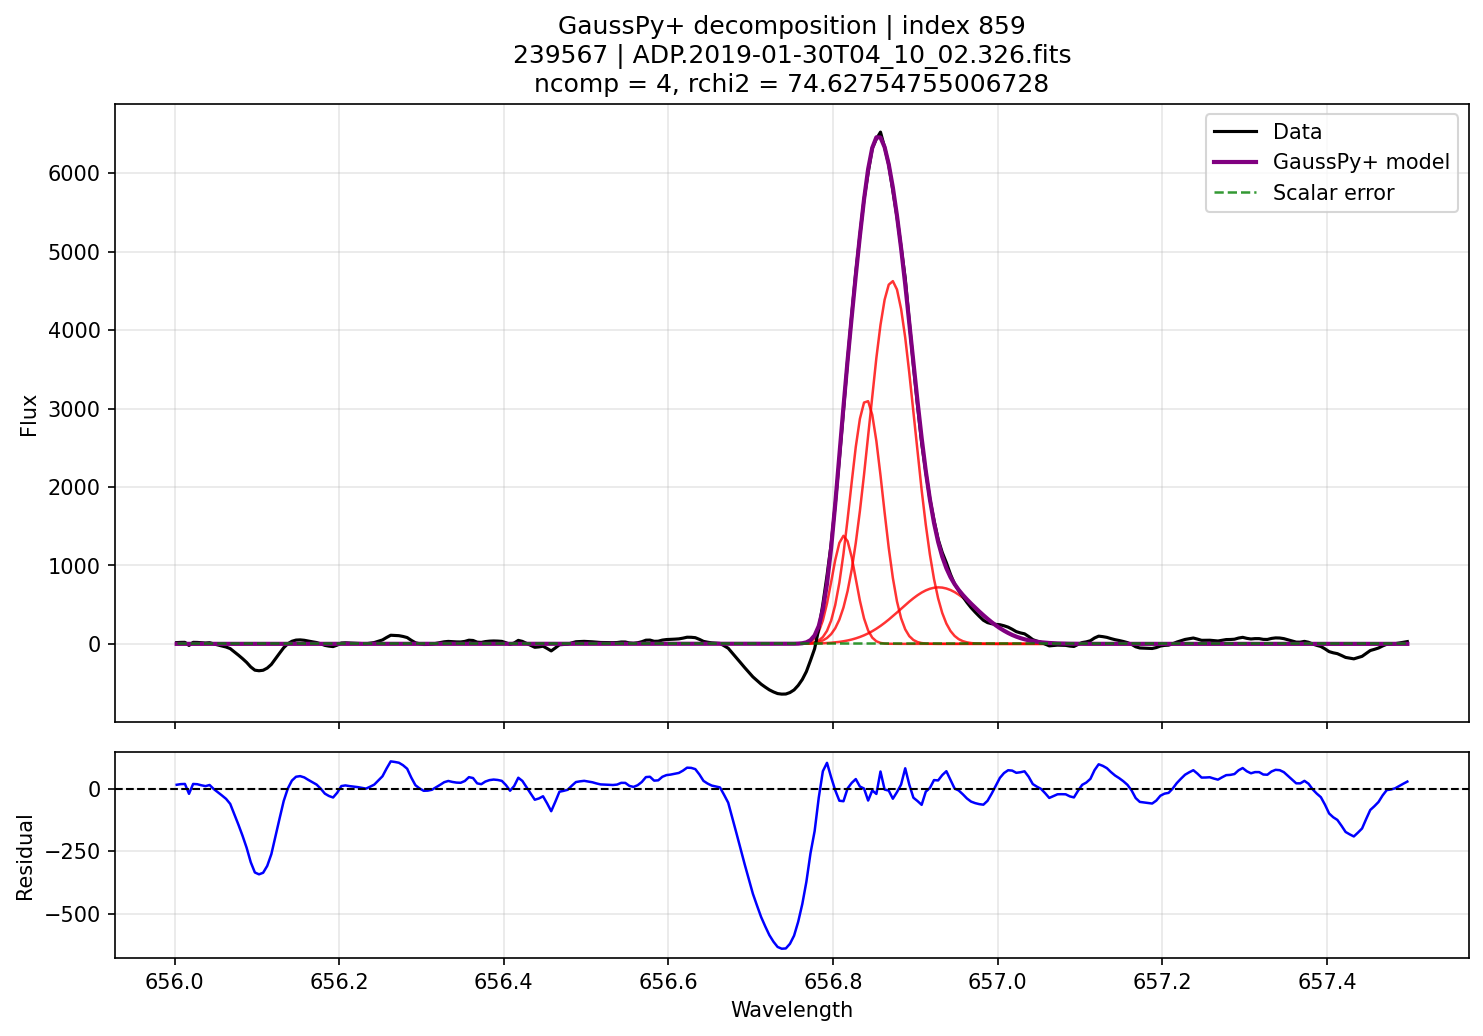 GaussPy+ decomposition | index 859
239567 | ADP.2019-01-30T04_10_02.326.fits
ncomp = 4, rchi2 = 74.62754755006728
Data
GaussPy+ model
Scalar error
Flux
6000
5000
4000
3000
2000
1000
0
Residual
0
−250
−500
656.0 656.2 656.4 656.6 656.8 657.0 657.2 657.4
Wavelength